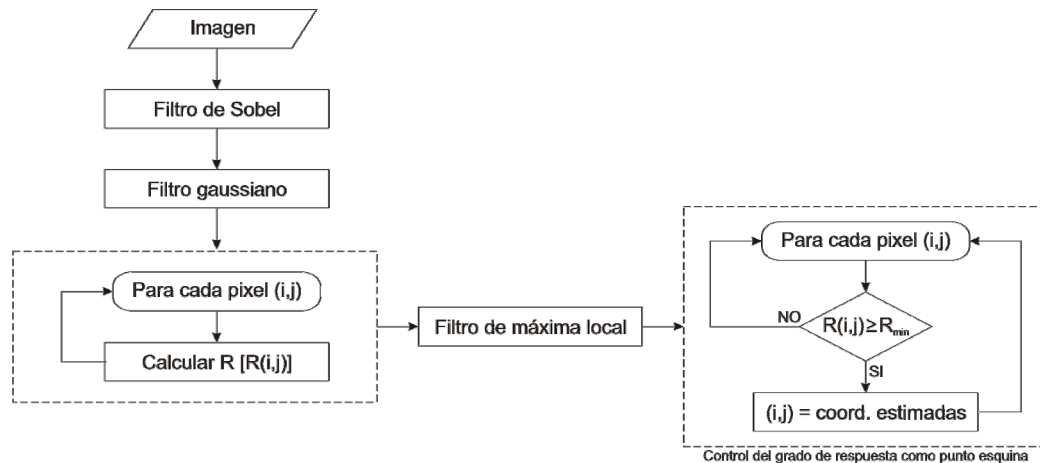 Imagen
Filtro de Sobel
Filtro gaussiano
Para cada pixel (i,j)
Calcular R [R(i,j)]
Filtro de máxima local
Para cada pixel (i,j)
NO
R(i,j)≥Rmin
SI
(i,j) = coord. estimadas
Control del grado de respuesta como punto esquina